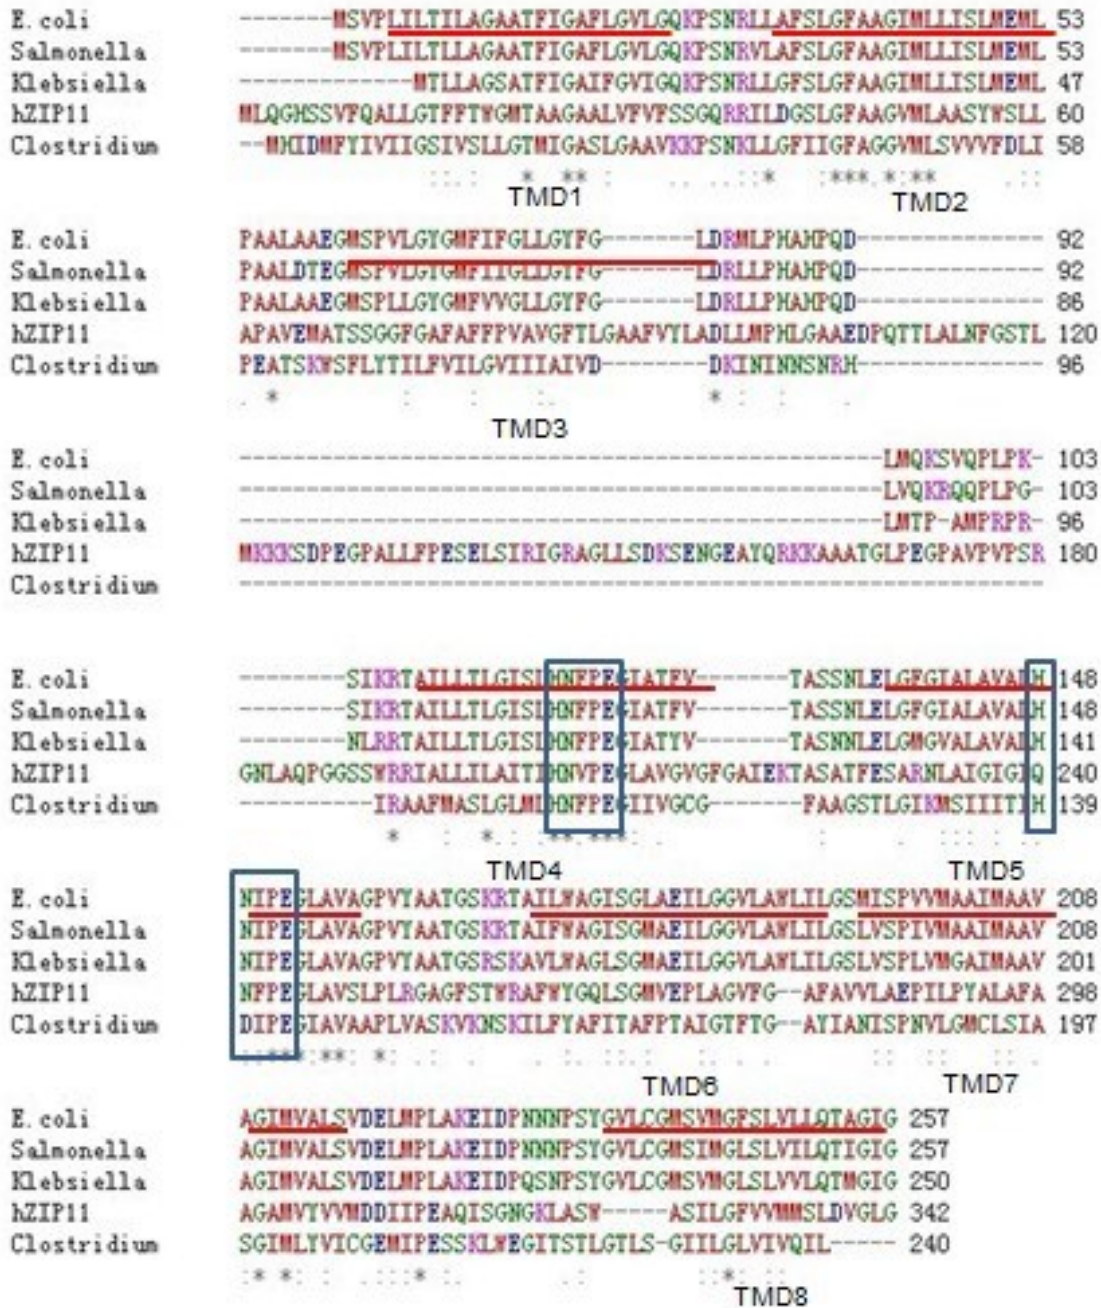 E. coli -------MSVPLILTILAGAATFIGAFLGVLGQKPSNRLLAFSLGFAAGIMLLISLMEML 53
Salmonella -------MSVPLILTLLAGAATFIGAFLGVLGQKPSNRVLAFSLGFAAGIMLLISLMEML 53
Klebsiella -------------MTLLAGSATFIGAIFGVIGQKPSNRLLGFSLGFAAGIMLLISLMEML 47
hZIP11 MLQGHSSVFQALLGTFFTWGMTAAGAALVFVFSSGQRRILDGSLGFAAGVMLAASYWSLL 60
Clostridium --MHIDMFYIVIIGSIVSLLGTMIGASLGAAVKKPSNKLLGFIIGFAGGVMLSVVVFDLI 58
::.: * ** : . . .: :* :***.*:** .::
TMD1 TMD2
E. coli PAALAAEGMSPVLGYGMFIFGLLGYFG-------LDRMLPHAHPQD-------------- 92
Salmonella PAALDTEGMSPVLGYGMFIIGLLGYFG-------LDRLLPHAHPQD-------------- 92
Klebsiella PAALAAEGMSPLLGYGMFVVGLLGYFG-------LDRLLPHAHPQD-------------- 86
hZIP11 APAVEMATSSGGFGAFAFFPVAVGFTLGAAFVYLADLLMPHLGAAEDPQTTLALNFGSTL 120
Clostridium PEATSKWSFLYTILFVILGVIIIAIVD-------DKININNSNRH--------------- 96
. * : : :. * : : .
TMD3
E. coli ------------------------------------------------LMQKSVQPLPK- 103
Salmonella ------------------------------------------------LVQKRQQPLPG- 103
Klebsiella ------------------------------------------------LMTP-AMPRPR- 96
hZIP11 MKKKSDPEGPALLFPESELSIRIGRAGLLSDKSENGEAYQRKKAAATGLPEGPAVPVPSR 180
Clostridium ------------------------------------------------------------
E. coli --------SIKRTAILLTLGISLHNFPEGIATFV------TASSNLELGFGIALAVALH 148
Salmonella --------SIKRTAILLTLGISLHNFPEGIATFV------TASSNLELGFGIALAVALH 148
Klebsiella --------NLRRTAILLTLGISLHNFPEGIATYV------TASNNLELGMGVALAVALH 141
hZIP11 GNLAQPGGSSWRRIALLILAITIHNVPEGLAVGVGFGAIEKTASATFESARNLAIGIGIQ 240
Clostridium ----------IRAAFMASLGLMLHNFPEGIIVGCG-------FAAGSTLGIKMSIIITIH 139
* : *.: :**.***: . : .:::: :.
TMD4 TMD5
E. coli NIPEGLAVAGPVYAATGSKRTAILWAGISGLAEILGGVLAWLILGSMISPVVMAAIMAAV 208
Salmonella NIPEGLAVAGPVYAATGSKRTAIFWAGISGMAEILGGVLAWLILGSLVSPIVMAAIMAAV 208
Klebsiella NIPEGLAVAGPVYAATGSRSKAVLWAGLSGMAEILGGVLAWLILGSLVSPLVMGAIMAAV 201
hZIP11 NFPEGLAVSLPLRGAGFSTWRAFWYGQLSGMVEPLAGVFG--AFAVVLAEPILPYALAFA 298
Clostridium DIPEGIAVAAPLVASKVKNSKILFYAFITAFPTAIGTFTG--AYIANISPNVLGMCLSIA 197
TMD6 TMD7
E. coli AGIMVALSVDELMPLAKEIDPNNNPSYGVLCGMSVMGFSLVLLQTAGIG 257
Salmonella AGIMVALSVDELMPLAKEIDPNNNPSYGVLCGMSIMGLSLVILQTIGIG 257
Klebsiella AGIMVALSVDELMPLAKEIDPQSNPSYGVLCGMSVMGLSLVVLQTMGIG 250
hZIP11 AGAMVYVVMDDIIPEAQISGNGKLASW-----ASILGFVVMMSLDVGLG 342
Clostridium SGIMLYVICGEMIPESSKLWEGITSTLGTLS-GIILGLVIVQIL----- 240
TMD8